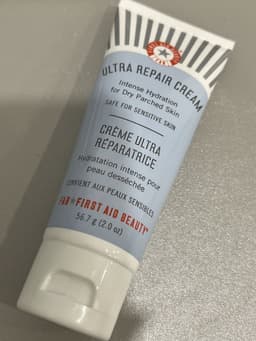 ULTRA REPAIR CREAM
Intense Hydration
for Dry Parched Skin
SAFE FOR SENSITIVE SKIN
CRÈME ULTRA
RÉPARATRICE
Hydratation intense pour
peau desséchée
CONVIENT AUX PEAUX SENSIBLES
FAB FIRST AID BEAUTY
56.7 g (2.0 oz)